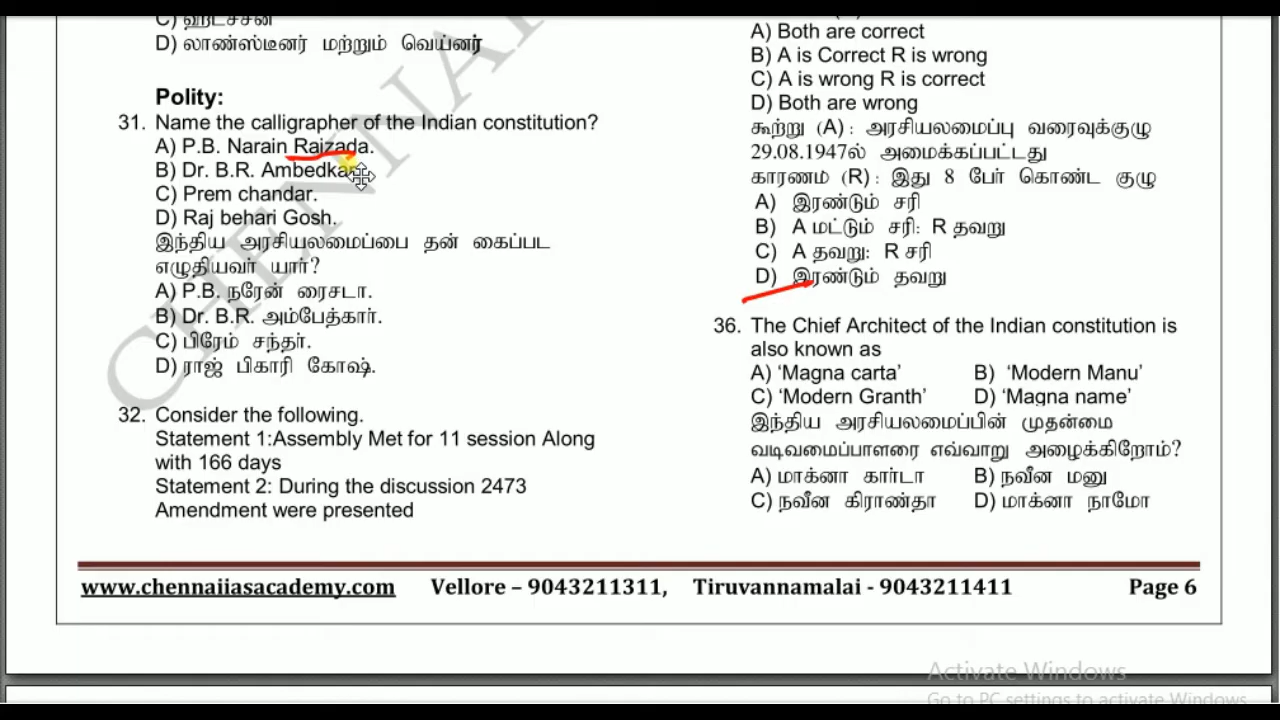 C) ஹட்ச்சன்
D) லாண்ஸ்டீனர் மற்றும் வெய்னர்
Polity:
31. Name the calligrapher of the Indian constitution?
A) P.B. Narain Raizada.
B) Dr. B.R. Ambedka
C) Prem chandar.
D) Raj behari Gosh.
இந்திய அரசியலமைப்பை தன் கைப்பட
எழுதியவர் யார்?
A) P.B. நரேன் ரைசடா.
B) Dr. B.R. அம்பேத்கார்.
C) பிரேம் சந்தர்.
D) ராஜ் பிகாரி கோஷ்.
32. Consider the following.
Statement 1:Assembly Met for 11 session Along
with 166 days
Statement 2: During the discussion 2473
Amendment were presented
A) Both are correct
B) A is Correct R is wrong
C) A is wrong R is correct
D) Both are wrong
கூற்று (A) : அரசியலமைப்பு வரைவுக்குழு
29.08.1947ல் அமைக்கப்பட்டது
காரணம் (R) : இது 8 பேர் கொண்ட குழு
A) இரண்டும் சரி
B) A மட்டும் சரி: R தவறு
C) A தவறு: R சரி
D) இரண்டும் தவறு
36. The Chief Architect of the Indian constitution is
also known as
A) ‘Magna carta’ B) ‘Modern Manu’
C) ‘Modern Granth’ D) ‘Magna name’
இந்திய அரசியலமைப்பின் முதன்மை
வடிவமைப்பாளரை எவ்வாறு அழைக்கிறோம்?
A) மாக்னா கார்டா B) நவீன மனு
C) நவீன கிராண்தா D) மாக்னா நாமோ
www.chennaiiasacademy.com Vellore – 9043211311, Tiruvannamalai - 9043211411 Page 6
CHENNAI
Activate Windows
Go to PC settings to activate Windows.